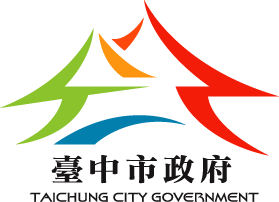 臺中市政府
TAICHUNG CITY GOVERNMENT